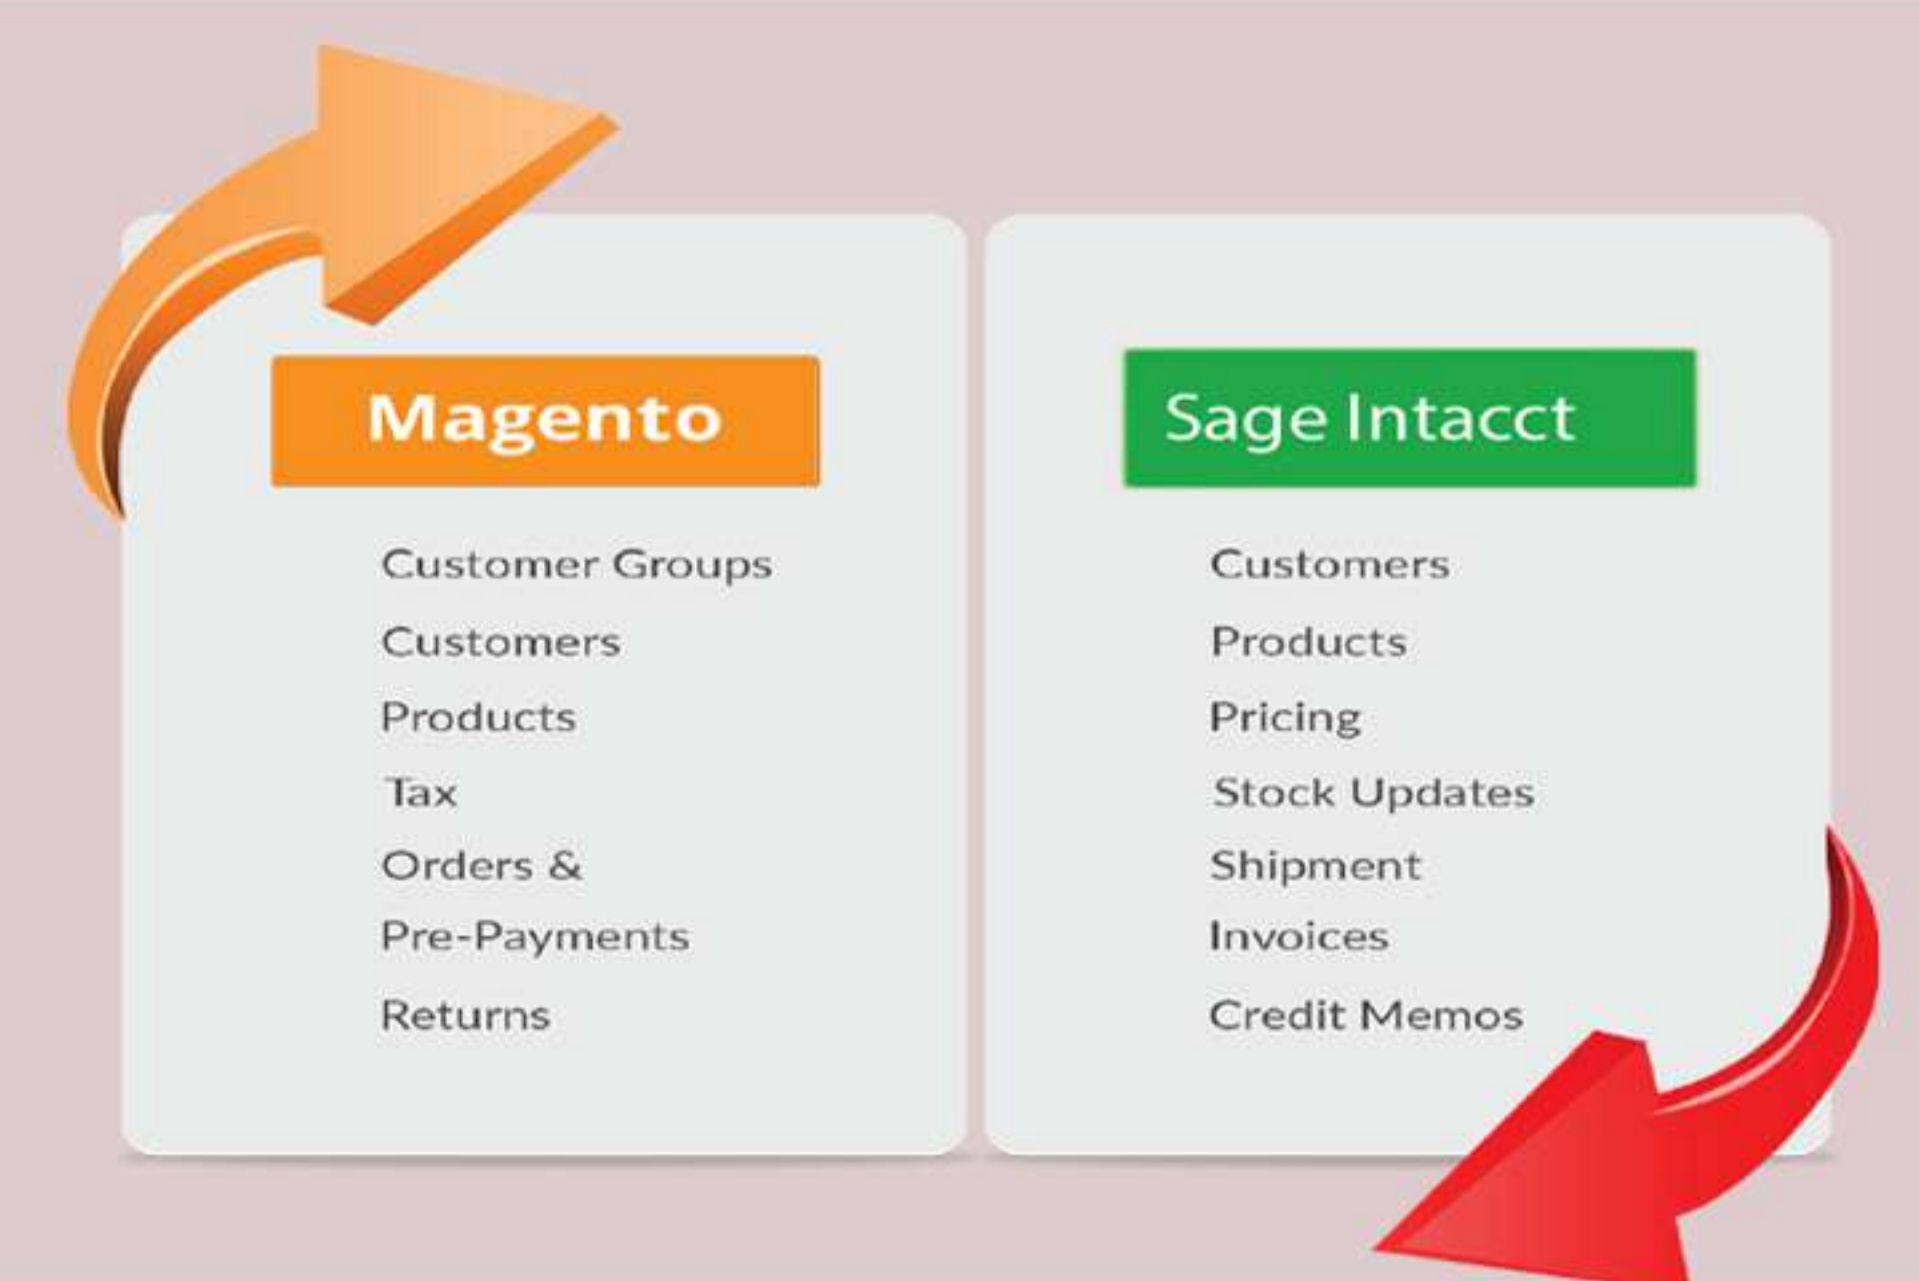 Magento
Customer Groups
Customers
Products
Tax
Orders &
Pre-Payments
Returns
Sage Intacct
Customers
Products
Pricing
Stock Updates
Shipment
Invoices
Credit Memos